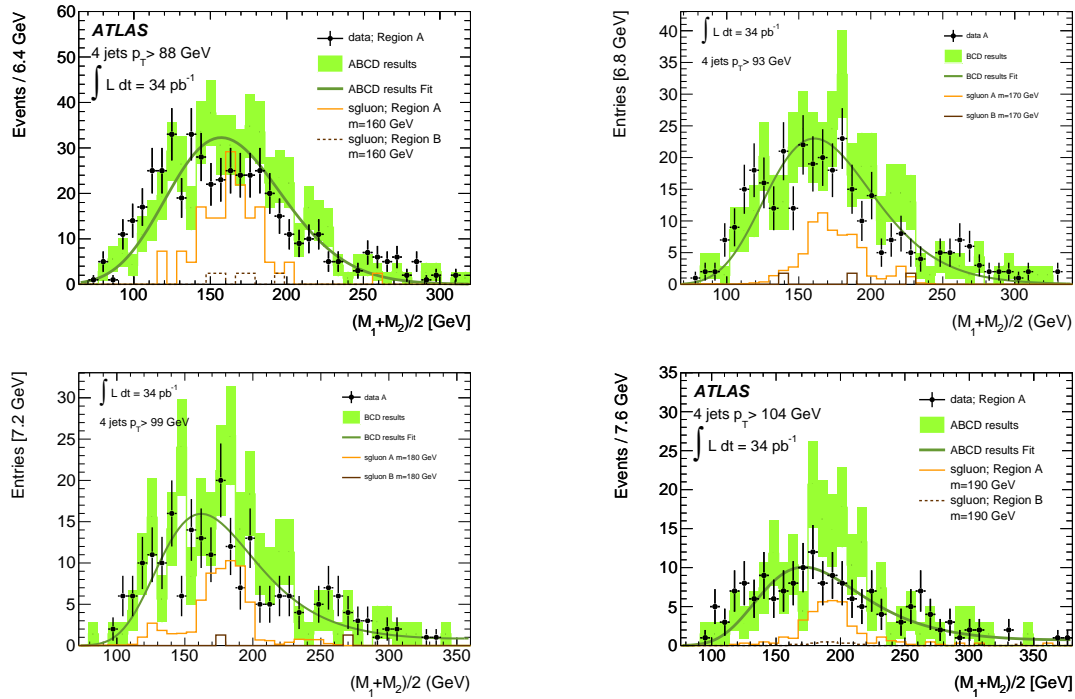 Events / 6.4 GeV
60
50
40
30
20
10
0
ATLAS
4 jets p_T> 88 GeV
∫ L dt = 34 pb⁻¹
data; Region A
ABCD results
ABCD results Fit
sgluon; Region A
m=160 GeV
sgluon; Region B
m=160 GeV
100 150 200 250 300
(M₁+M₂)/2 [GeV]
Entries [6.8 GeV]
40
35
30
25
20
15
10
5
0
∫ L dt = 34 pb⁻¹
4 jets p_T> 93 GeV
data A
BCD results
BCD results Fit
sgluon A m=170 GeV
sgluon B m=170 GeV
100 150 200 250 300
(M₁+M₂)/2 (GeV)
Entries [7.2 GeV]
30
25
20
15
10
5
0
∫ L dt = 34 pb⁻¹
4 jets p_T> 99 GeV
data A
BCD results
BCD results Fit
sgluon A m=180 GeV
sgluon B m=180 GeV
100 150 200 250 300 350
(M₁+M₂)/2 (GeV)
Events / 7.6 GeV
35
30
25
20
15
10
5
0
ATLAS
4 jets p_T> 104 GeV
∫ L dt = 34 pb⁻¹
data; Region A
ABCD results
ABCD results Fit
sgluon; Region A
m=190 GeV
sgluon; Region B
m=190 GeV
100 150 200 250 300 350
(M₁+M₂)/2 [GeV]